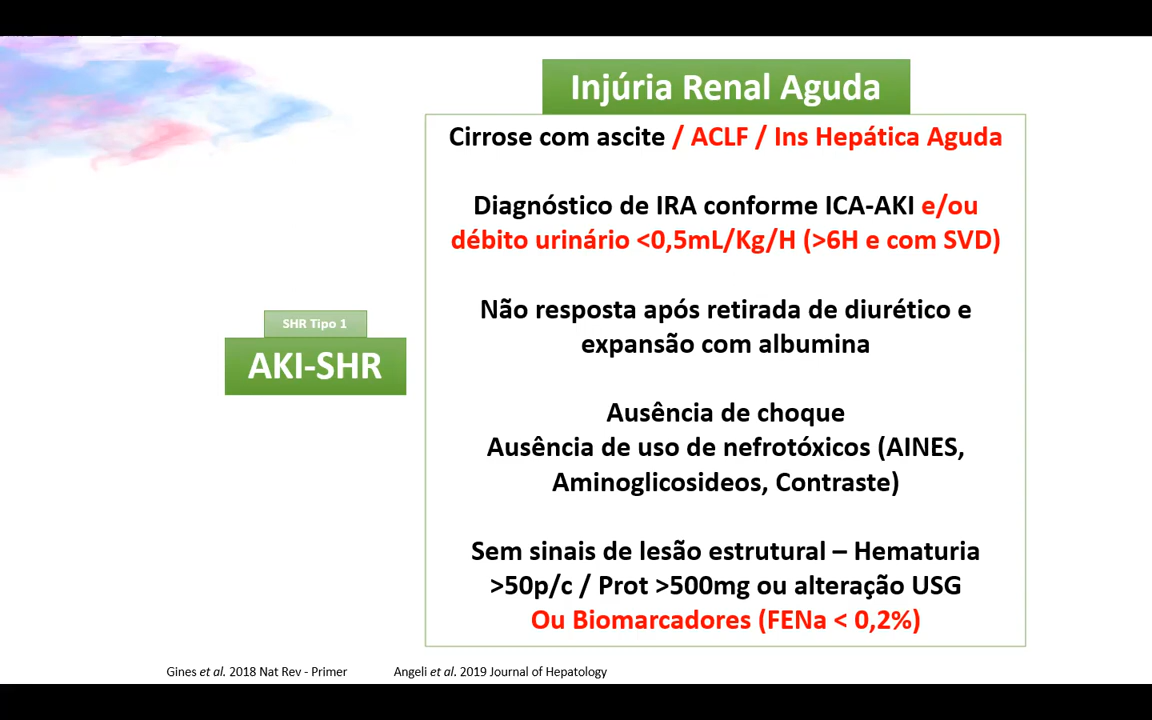 Injúria Renal Aguda
Cirrose com ascite / ACLF / Ins Hepática Aguda
Diagnóstico de IRA conforme ICA-AKI e/ou
débito urinário <0,5mL/Kg/H (>6H e com SVD)
Não resposta após retirada de diurético e
expansão com albumina
SHR Tipo 1
AKI-SHR
Ausência de choque
Ausência de uso de nefrotóxicos (AINES,
Aminoglicosideos, Contraste)
Sem sinais de lesão estrutural – Hematuria
>50p/c / Prot >500mg ou alteração USG
Ou Biomarcadores (FENa < 0,2%)
Gines et al. 2018 Nat Rev - Primer
Angeli et al. 2019 Journal of Hepatology